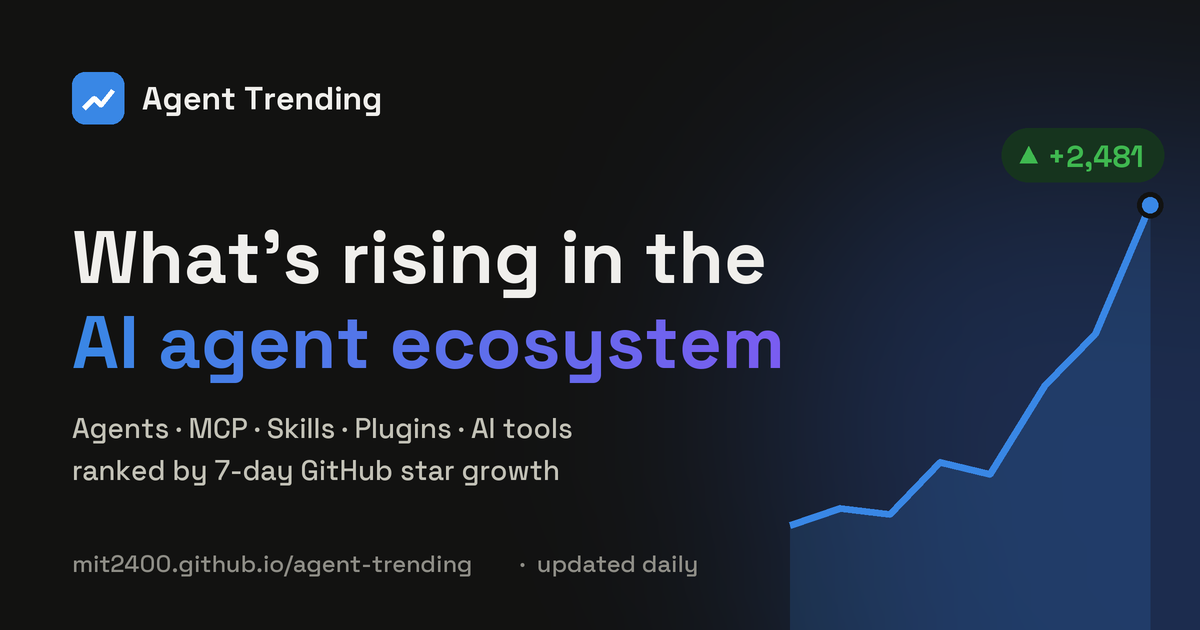 Agent Trending
▲ +2,481
What’s rising in the
AI agent ecosystem
Agents · MCP · Skills · Plugins · AI tools
ranked by 7-day GitHub star growth
mit2400.github.io/agent-trending · updated daily